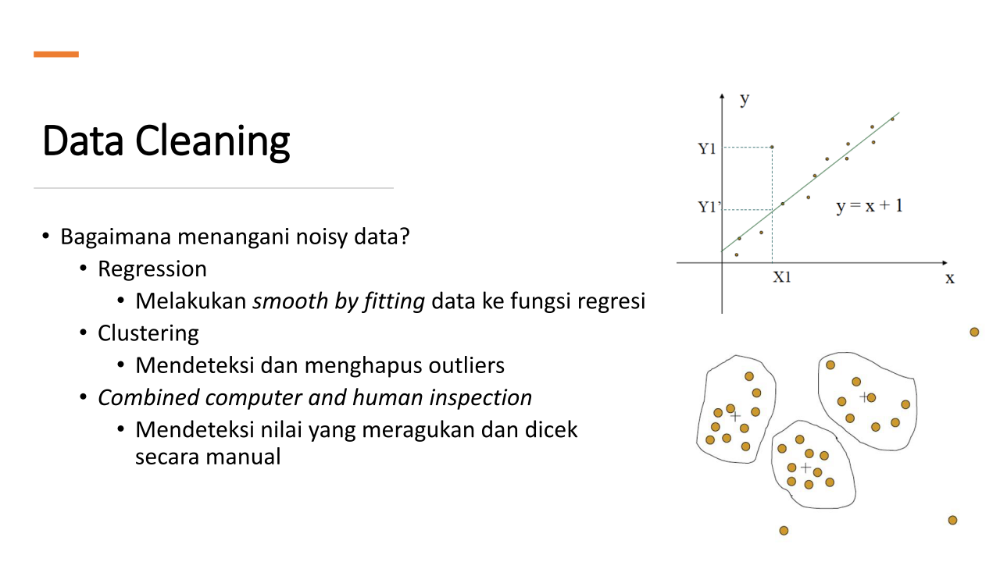 Data Cleaning
• Bagaimana menangani noisy data?
• Regression
• Melakukan smooth by fitting data ke fungsi regresi
• Clustering
• Mendeteksi dan menghapus outliers
• Combined computer and human inspection
• Mendeteksi nilai yang meragukan dan dicek
secara manual
y
Y1
Y1’
y = x + 1
X1
x